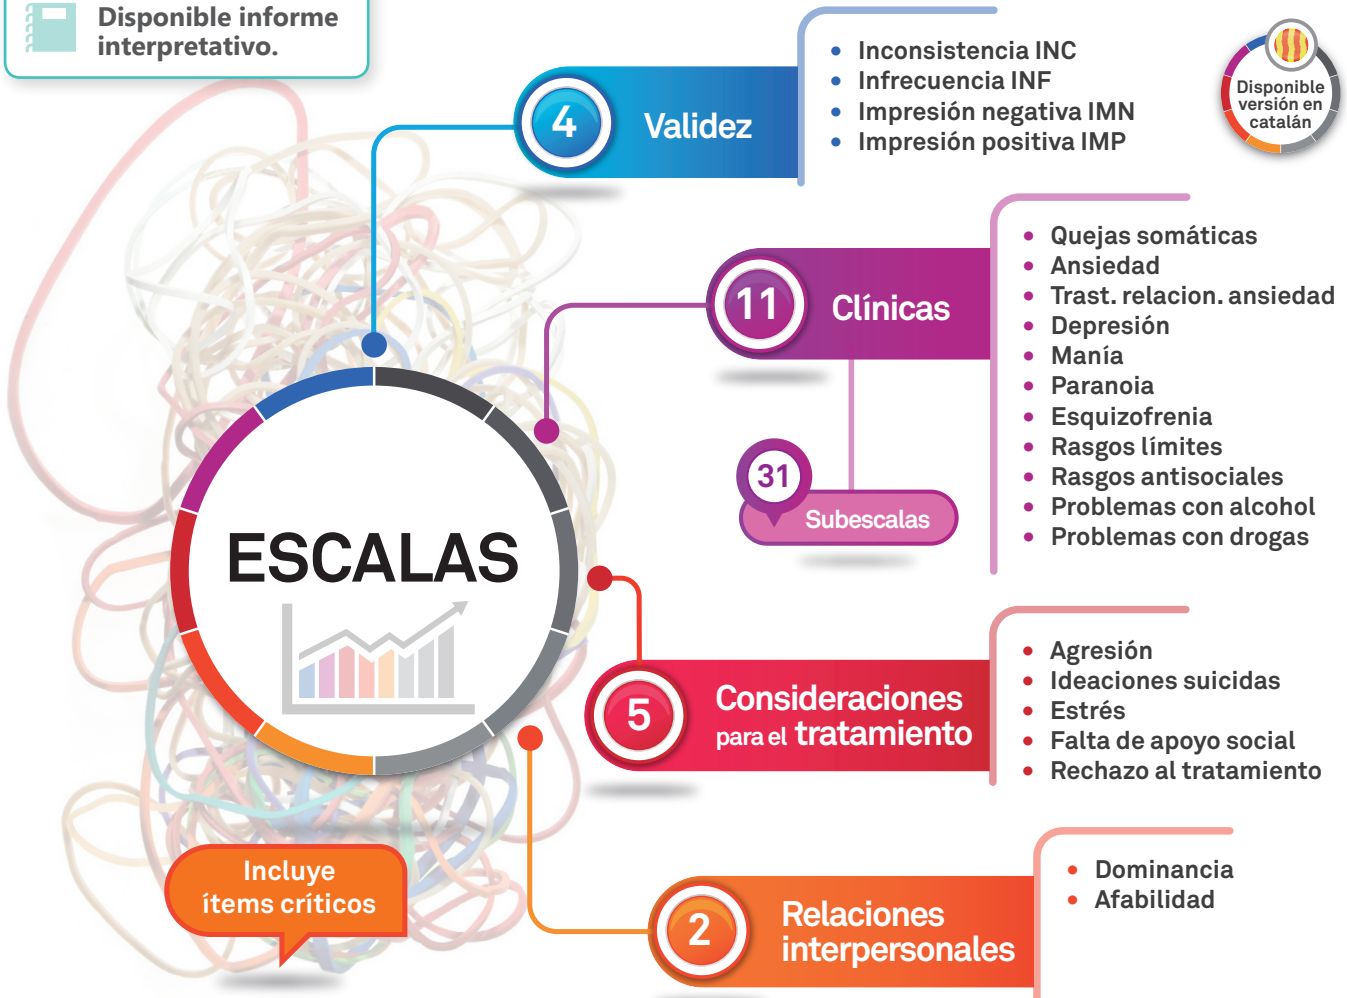 Disponible informe
interpretativo.
4
Validez
• Inconsistencia INC
• Infrecuencia INF
• Impresión negativa IMN
• Impresión positiva IMP
Disponible
versión en
catalán
11
Clínicas
• Quejas somáticas
• Ansiedad
• Trast. relacion. ansiedad
• Depresión
• Manía
• Paranoia
• Esquizofrenia
• Rasgos límites
• Rasgos antisociales
• Problemas con alcohol
• Problemas con drogas
31
Subescalas
ESCALAS
5
Consideraciones
para el tratamiento
• Agresión
• Ideaciones suicidas
• Estrés
• Falta de apoyo social
• Rechazo al tratamiento
Incluye
ítems críticos
2
Relaciones
interpersonales
• Dominancia
• Afabilidad